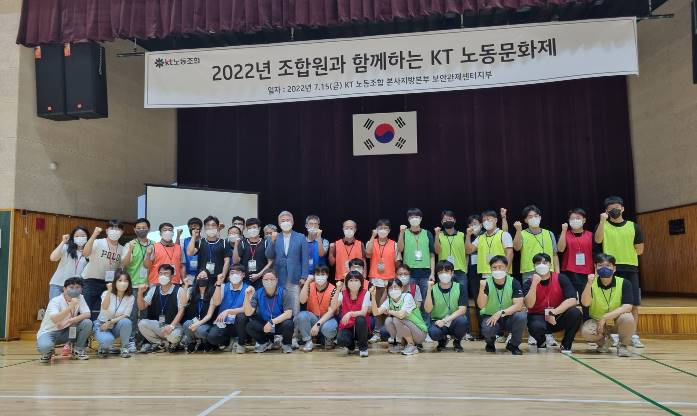 kt노동조합
2022년 조합원과 함께하는 KT 노동문화제
일자 : 2022년 7.15(금) KT 노동조합 본사지방본부 보안관제센터지부